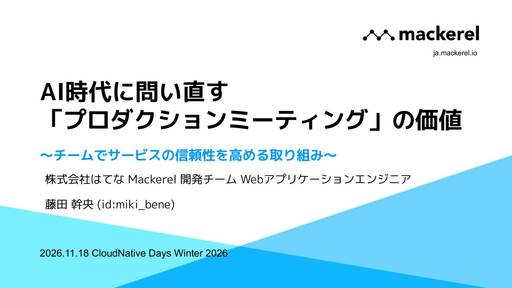 mackerel
ja.mackerel.io
AI時代に問い直す
「プロダクションミーティング」の価値
〜チームでサービスの信頼性を高める取り組み〜
株式会社はてな Mackerel 開発チーム Webアプリケーションエンジニア
藤田 幹央 (id:miki_bene)
2026.11.18 CloudNative Days Winter 2026